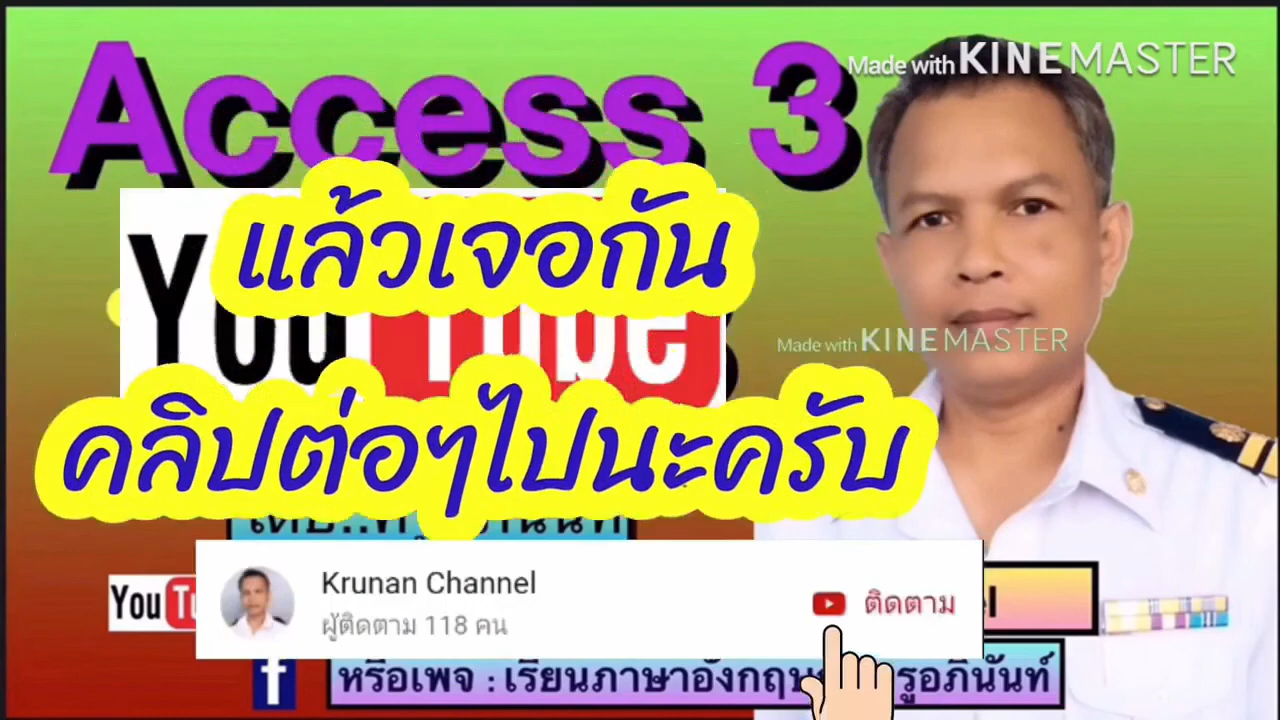 Access 3
Made with KINEMASTER
แล้วเจอกัน
YouTube
Made with KINEMASTER
คลิปต่อๆไปนะครับ
Krunan Channel
ผู้ติดตาม 118 คน
ติดตาม
You
หรือเพจ : เรียนภาษาอังกฤษ
รูอภินันท์